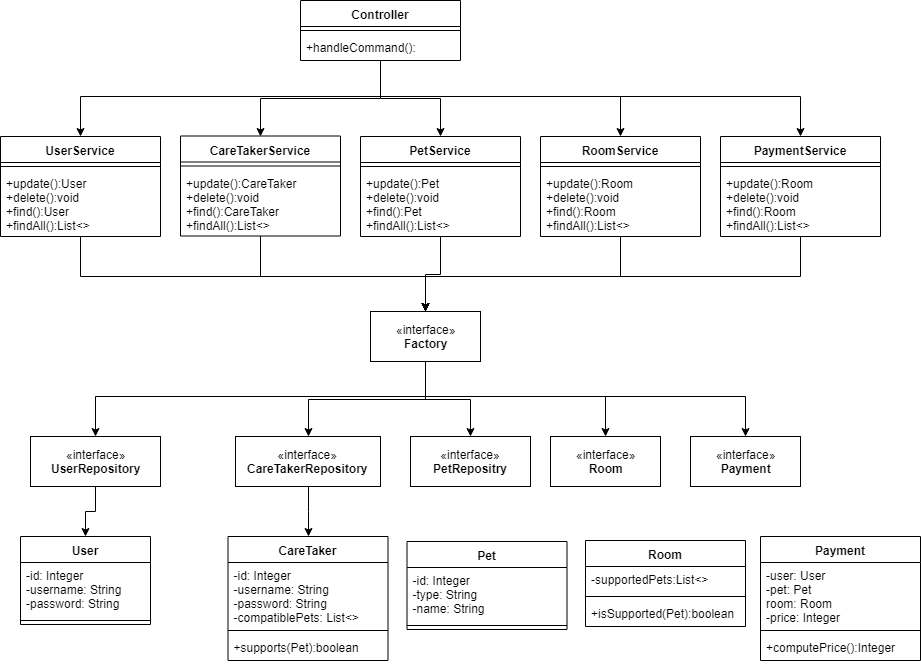 Controller
+handleCommand():
UserService
+update():User
+delete():void
+find():User
+findAll():List<>
CareTakerService
+update():CareTaker
+delete():void
+find():CareTaker
+findAll():List<>
PetService
+update():Pet
+delete():void
+find():Pet
+findAll():List<>
RoomService
+update():Room
+delete():void
+find():Room
+findAll():List<>
PaymentService
+update():Room
+delete():void
+find():Room
+findAll():List<>
«interface»
Factory
«interface»
UserRepository
«interface»
CareTakerRepository
«interface»
PetRepositry
«interface»
Room
«interface»
Payment
User
-id: Integer
-username: String
-password: String
CareTaker
-id: Integer
-username: String
-password: String
-compatiblePets: List<>
+supports(Pet):boolean
Pet
-id: Integer
-type: String
-name: String
Room
-supportedPets:List<>
+isSupported(Pet):boolean
Payment
-user: User
-pet: Pet
room: Room
-price: Integer
+computePrice():Integer